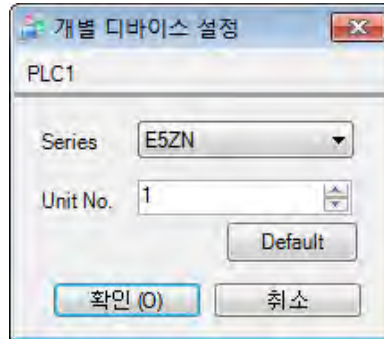 개별 디바이스 설정
PLC1
Series E5ZN
Unit No. 1
Default
확인 (O) 취소